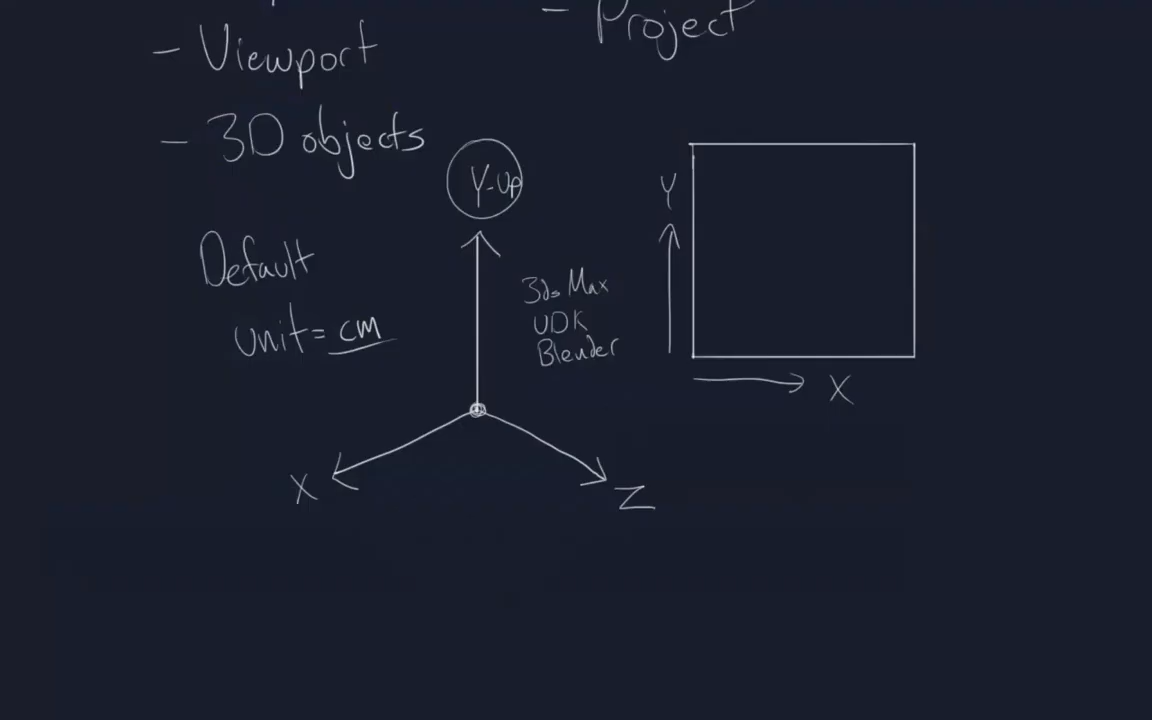 - Project
- Viewport
- 3D objects
Y-up
Y
Default
unit = cm
3ds Max
UDK
Blender
X
X
Z